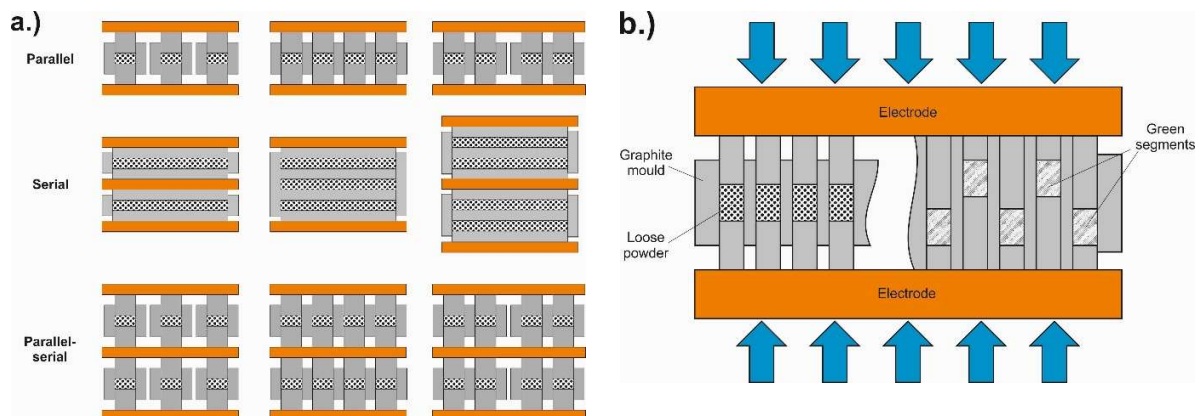 a.)
Parallel
Serial
Parallel-
serial
b.)
Electrode
Graphite
mould
Loose
powder
Green
segments
Electrode